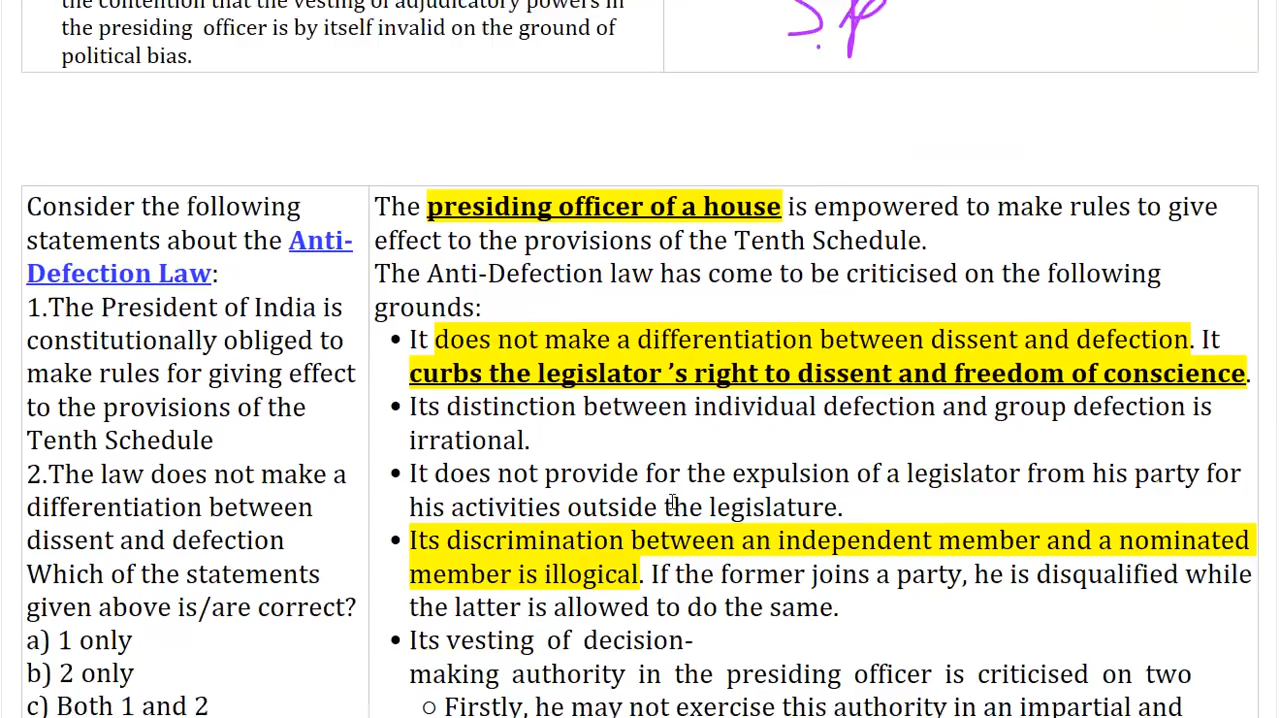 the contention that the vesting of adjudicatory powers in
the presiding officer is by itself invalid on the ground of
political bias.
Consider the following
statements about the Anti-
Defection Law:
1.The President of India is
constitutionally obliged to
make rules for giving effect
to the provisions of the
Tenth Schedule
2.The law does not make a
differentiation between
dissent and defection
Which of the statements
given above is/are correct?
a) 1 only
b) 2 only
c) Both 1 and 2
The presiding officer of a house is empowered to make rules to give
effect to the provisions of the Tenth Schedule.
The Anti-Defection law has come to be criticised on the following
grounds:
• It does not make a differentiation between dissent and defection. It
curbs the legislator ’s right to dissent and freedom of conscience.
• Its distinction between individual defection and group defection is
irrational.
• It does not provide for the expulsion of a legislator from his party for
his activities outside the legislature.
• Its discrimination between an independent member and a nominated
member is illogical. If the former joins a party, he is disqualified while
the latter is allowed to do the same.
• Its vesting of decision-
making authority in the presiding officer is criticised on two
○ Firstly, he may not exercise this authority in an impartial and